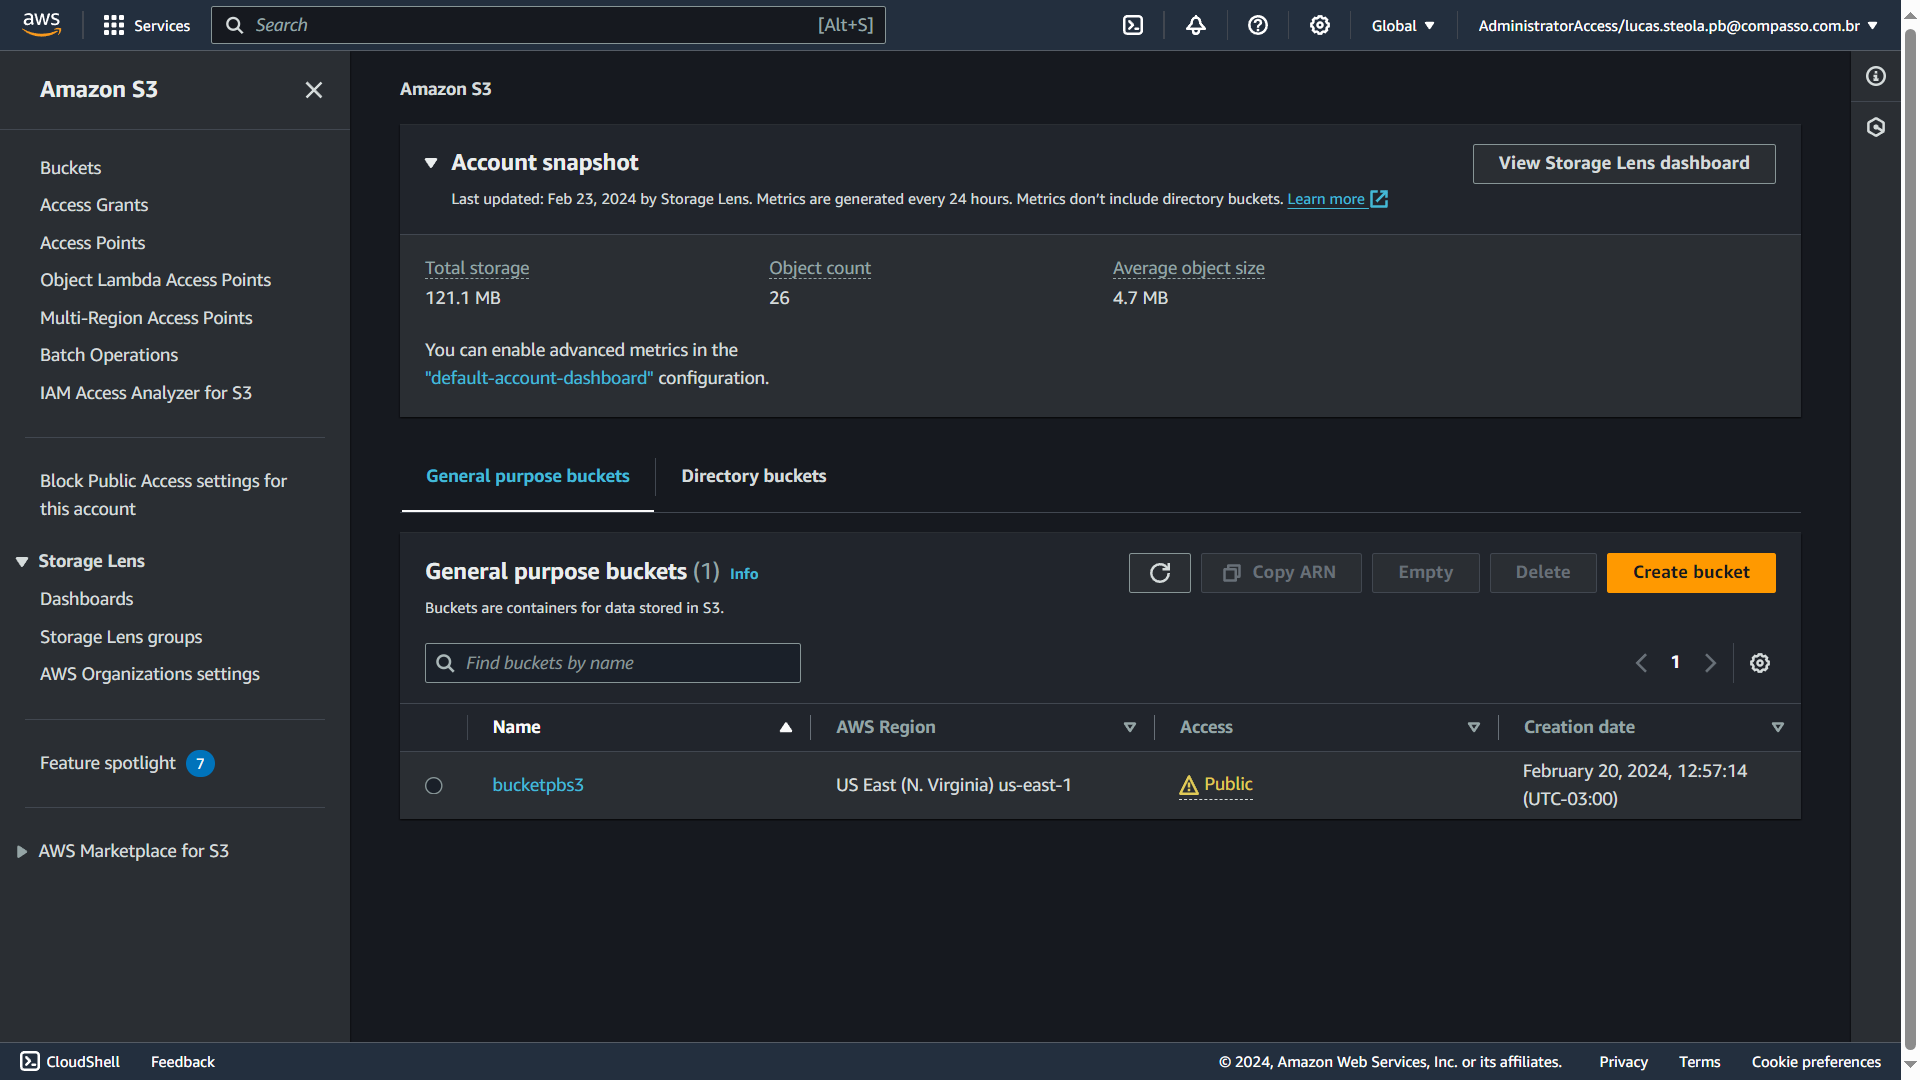 aws
Services
Search
[Alt+S]
Global
AdministratorAccess/lucas.steola.pb@compasso.com.br
Amazon S3
Buckets
Access Grants
Access Points
Object Lambda Access Points
Multi-Region Access Points
Batch Operations
IAM Access Analyzer for S3
Block Public Access settings for
this account
Storage Lens
Dashboards
Storage Lens groups
AWS Organizations settings
Feature spotlight 7
AWS Marketplace for S3
Amazon S3
Account snapshot
View Storage Lens dashboard
Last updated: Feb 23, 2024 by Storage Lens. Metrics are generated every 24 hours. Metrics don't include directory buckets. Learn more
Total storage
121.1 MB
Object count
26
Average object size
4.7 MB
You can enable advanced metrics in the
"default-account-dashboard" configuration.
General purpose buckets
Directory buckets
General purpose buckets (1) Info
Buckets are containers for data stored in S3.
Copy ARN
Empty
Delete
Create bucket
Find buckets by name
1
Name
AWS Region
Access
Creation date
bucketpbs3
US East (N. Virginia) us-east-1
Public
February 20, 2024, 12:57:14
(UTC-03:00)
CloudShell
Feedback
© 2024, Amazon Web Services, Inc. or its affiliates.
Privacy
Terms
Cookie preferences